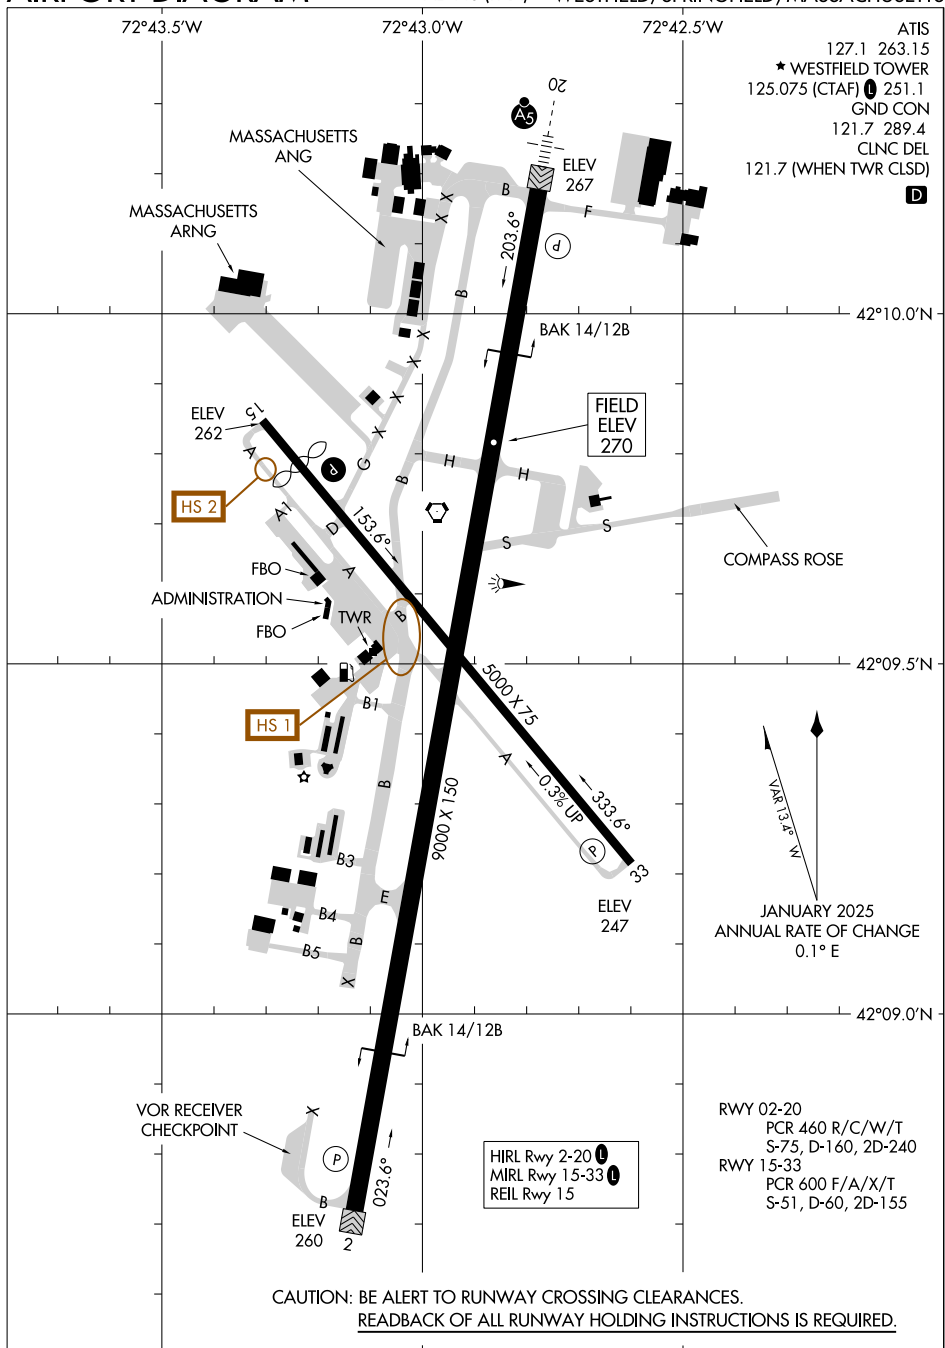 AIRPORT DIAGRAM
WESTFIELD/SPRINGFIELD/MASSACHUSETTS
72°43.5'W
72°43.0'W
72°42.5'W
ATIS
127.1 263.15
WESTFIELD TOWER
125.075 (CTAF) L 251.1
GND CON
121.7 289.4
CLNC DEL
121.7 (WHEN TWR CLSD)
D
20
A5
MASSACHUSETTS
ANG
ELEV
267
B
F
X
X
MASSACHUSETTS
ARNG
203.6°
P
B
42°10.0'N
BAK 14/12B
X
X
X
X
15
ELEV
262
FIELD
ELEV
270
A
P
G
H
H
B
HS 2
A1
D
153.6°
S
S
COMPASS ROSE
FBO
A
ADMINISTRATION
FBO
TWR
B
42°09.5'N
5000 X 75
B1
HS 1
A
B
0.3% UP
333.6°
VAR 13.4° W
9000 X 150
P
33
B3
E
B4
B
B5
X
ELEV
247
JANUARY 2025
ANNUAL RATE OF CHANGE
0.1° E
42°09.0'N
BAK 14/12B
VOR RECEIVER
CHECKPOINT
X
P
023.6°
B
ELEV
260
2
HIRL Rwy 2-20 L
MIRL Rwy 15-33 L
REIL Rwy 15
RWY 02-20
PCR 460 R/C/W/T
S-75, D-160, 2D-240
RWY 15-33
PCR 600 F/A/X/T
S-51, D-60, 2D-155
CAUTION: BE ALERT TO RUNWAY CROSSING CLEARANCES.
READBACK OF ALL RUNWAY HOLDING INSTRUCTIONS IS REQUIRED.